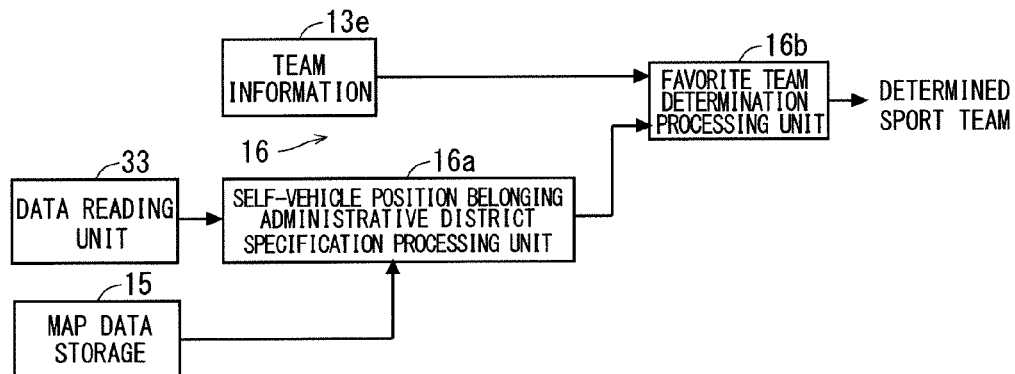 13e
TEAM
INFORMATION
16b
FAVORITE TEAM
DETERMINATION
PROCESSING UNIT
DETERMINED
SPORT TEAM
16
33
DATA READING
UNIT
16a
SELF-VEHICLE POSITION BELONGING
ADMINISTRATIVE DISTRICT
SPECIFICATION PROCESSING UNIT
15
MAP DATA
STORAGE